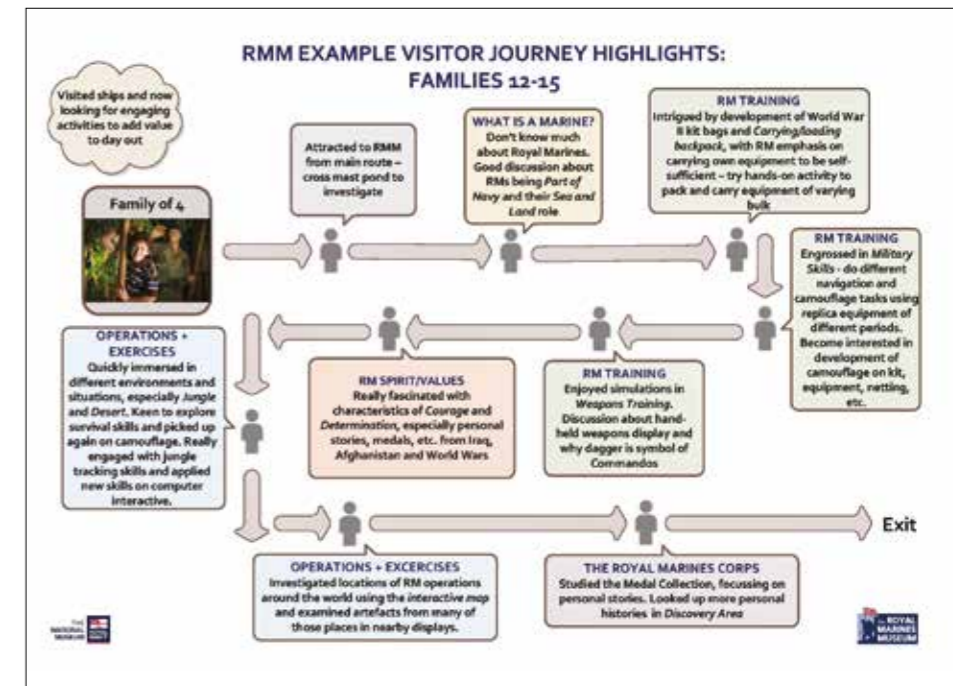 RMM EXAMPLE VISITOR JOURNEY HIGHLIGHTS:
FAMILIES 12-15
Visited ships and now
looking for engaging
activities to add value
to day out
Family of 4
Attracted to RMM
from main route –
cross mast pond to
investigate
WHAT IS A MARINE?
Don't know much
about Royal Marines.
Good discussion about
RMs being Part of
Navy and their Sea and
Land role
RM TRAINING
Intrigued by development of World War
II kit bags and Carrying/loading
backpack, with RM emphasis on
carrying own equipment to be self-
sufficient – try hands-on activity to
pack and carry equipment of varying
bulk
RM TRAINING
Engrossed in Military
Skills - do different
navigation and
camouflage tasks using
replica equipment of
different periods.
Become interested in
development of
camouflage on kit,
equipment, netting,
etc.
RM TRAINING
Enjoyed simulations in
Weapons Training.
Discussion about hand-
held weapons display and
why dagger is symbol of
Commandos
RM SPIRIT/VALUES
Really fascinated with
characteristics of Courage and
Determination, especially personal
stories, medals, etc. from Iraq,
Afghanistan and World Wars
OPERATIONS +
EXERCISES
Quickly immersed in
different environments and
situations, especially Jungle
and Desert. Keen to explore
survival skills and picked up
again on camouflage. Really
engaged with jungle
tracking skills and applied
new skills on computer
interactive.
OPERATIONS + EXCERCISES
Investigated locations of RM operations
around the world using the interactive map
and examined artefacts from many of
those places in nearby displays.
THE ROYAL MARINES CORPS
Studied the Medal Collection, focussing on
personal stories. Looked up more personal
histories in Discovery Area
Exit
THE
NATIONAL
MUSEUM
ROYAL
MARINES
MUSEUM